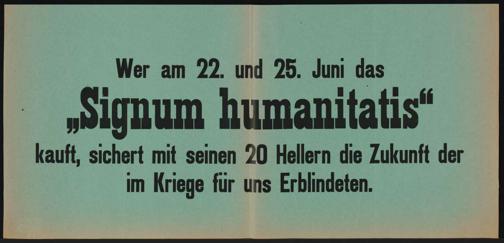 Wer am 22. und 25. Juni das
„Signum humanitatis“
kauft, sichert mit seinen 20 Hellern die Zukunft der
im Kriege für uns Erblindeten.